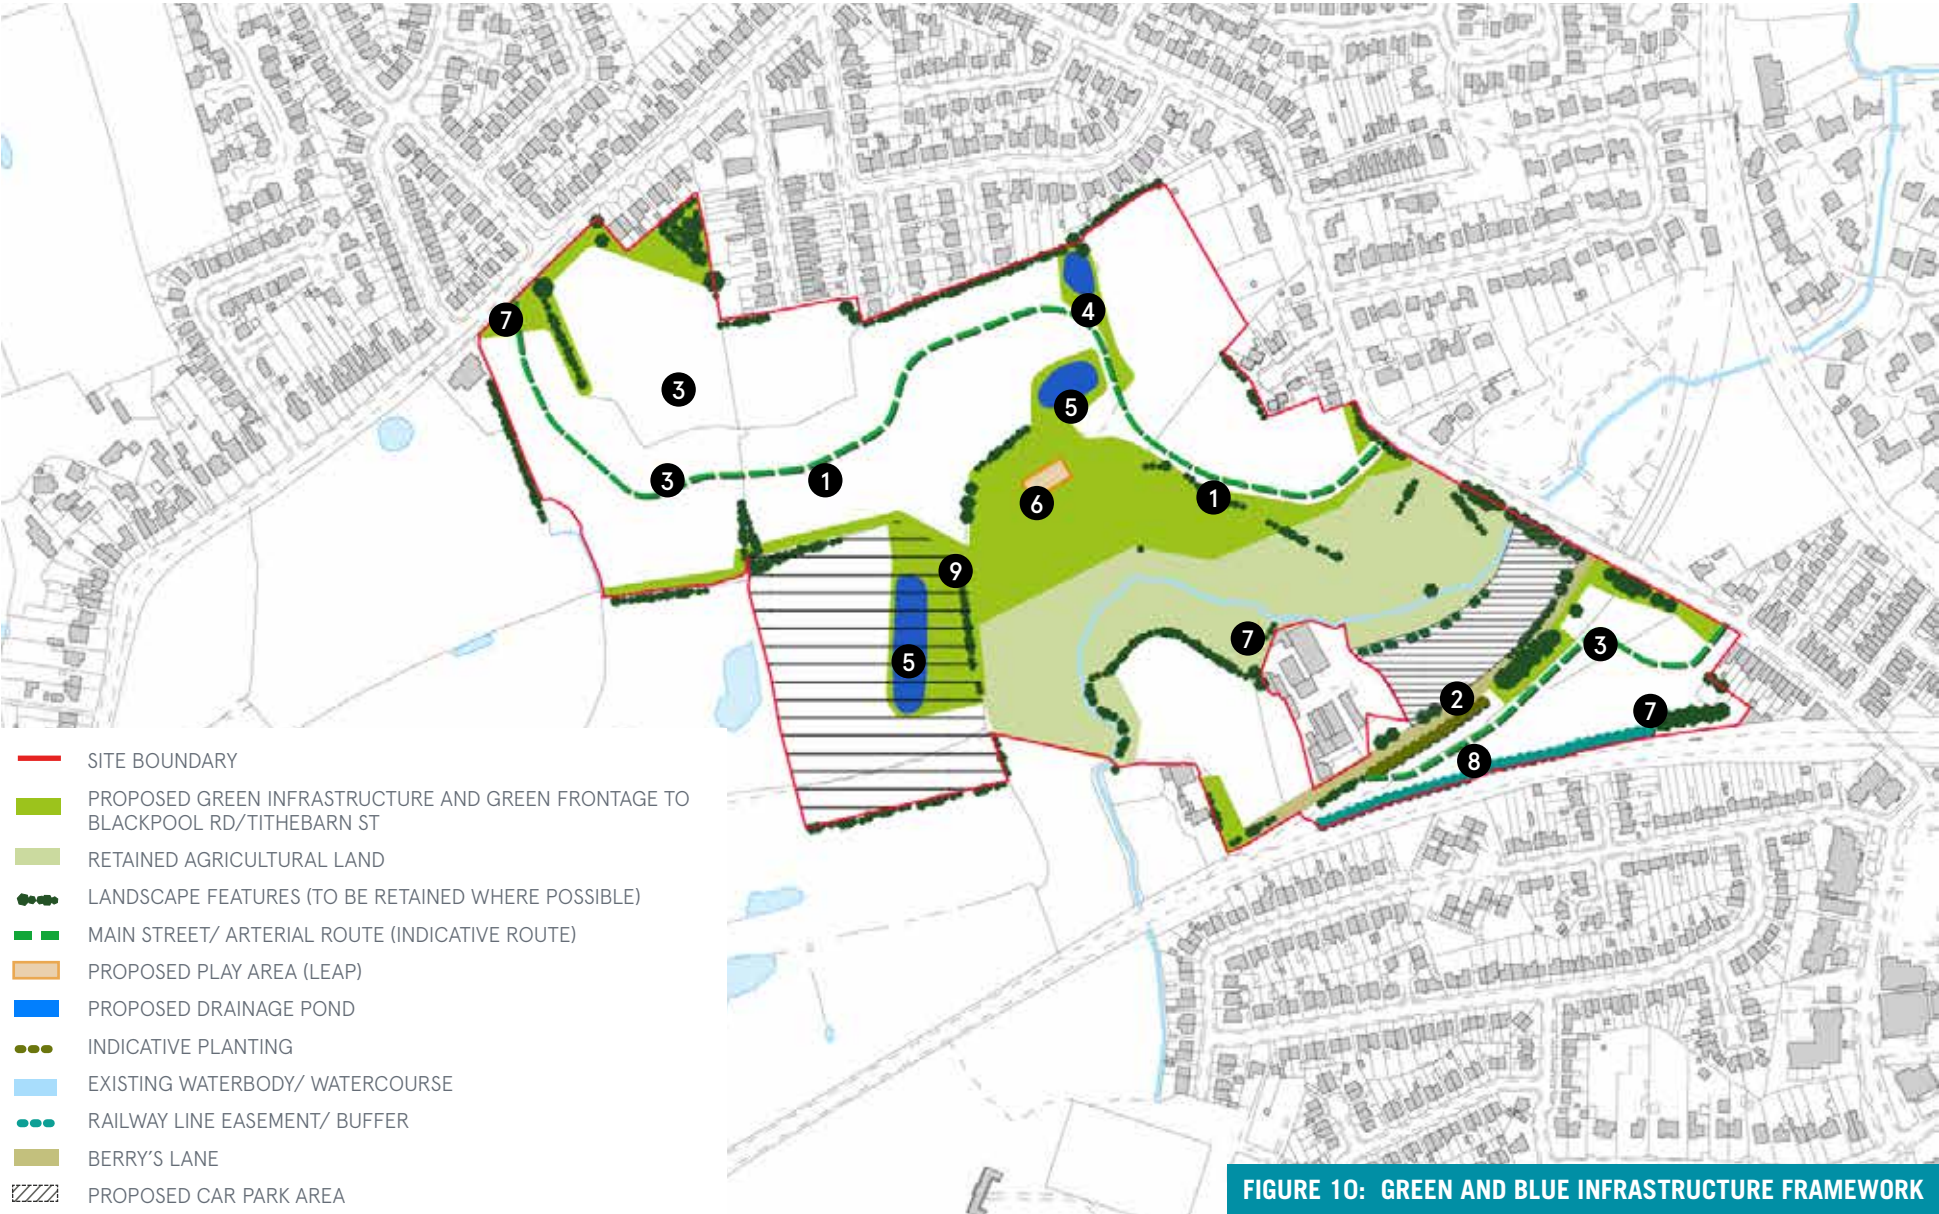 7
4
3
5
3
1
6
1
9
7
3
5
2
7
8
SITE BOUNDARY
PROPOSED GREEN INFRASTRUCTURE AND GREEN FRONTAGE TO
BLACKPOOL RD/TITHEBARN ST
RETAINED AGRICULTURAL LAND
LANDSCAPE FEATURES (TO BE RETAINED WHERE POSSIBLE)
MAIN STREET/ ARTERIAL ROUTE (INDICATIVE ROUTE)
PROPOSED PLAY AREA (LEAP)
PROPOSED DRAINAGE POND
INDICATIVE PLANTING
EXISTING WATERBODY/ WATERCOURSE
RAILWAY LINE EASEMENT/ BUFFER
BERRY'S LANE
PROPOSED CAR PARK AREA
FIGURE 10: GREEN AND BLUE INFRASTRUCTURE FRAMEWORK